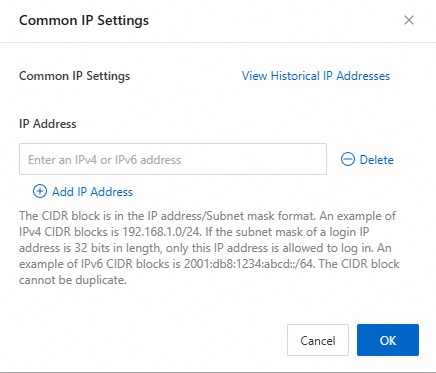 Common IP Settings
Common IP Settings
View Historical IP Addresses
IP Address
Enter an IPv4 or IPv6 address
Delete
Add IP Address
The CIDR block is in the IP address/Subnet mask format. An example of
IPv4 CIDR blocks is 192.168.1.0/24. If the subnet mask of a login IP
address is 32 bits in length, only this IP address is allowed to log in. An
example of IPv6 CIDR blocks is 2001:db8:1234:abcd::/64. The CIDR block
cannot be duplicate.
Cancel
OK